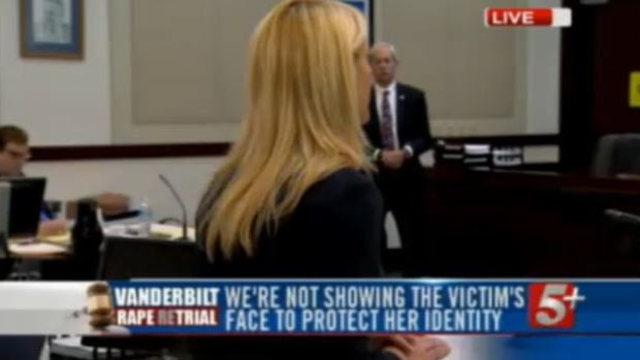 LIVE
VANDERBILT
RAPE RETRIAL
WE'RE NOT SHOWING THE VICTIM'S
FACE TO PROTECT HER IDENTITY
5+